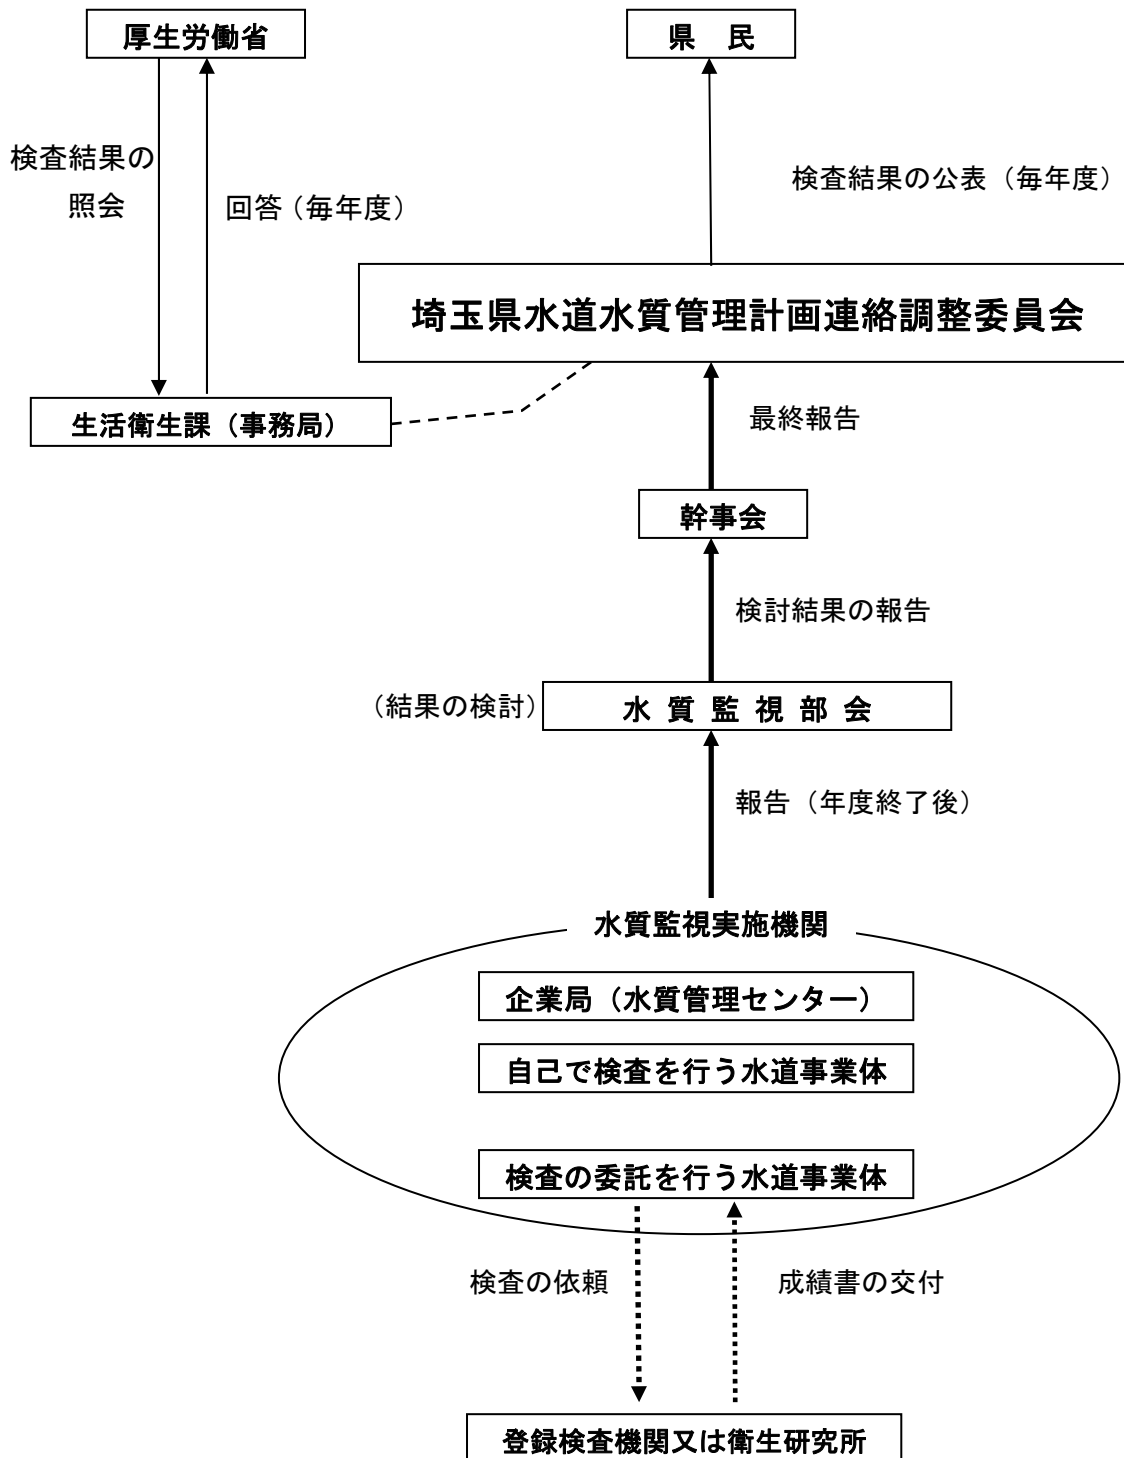 厚生労働省
県　民
検査結果の
照会
回答（毎年度）
検査結果の公表（毎年度）
埼玉県水道水質管理計画連絡調整委員会
生活衛生課（事務局）
最終報告
幹事会
検討結果の報告
（結果の検討）
水 質 監 視 部 会
報告（年度終了後）
水質監視実施機関
企業局（水質管理センター）
自己で検査を行う水道事業体
検査の委託を行う水道事業体
検査の依頼
成績書の交付
登録検査機関又は衛生研究所